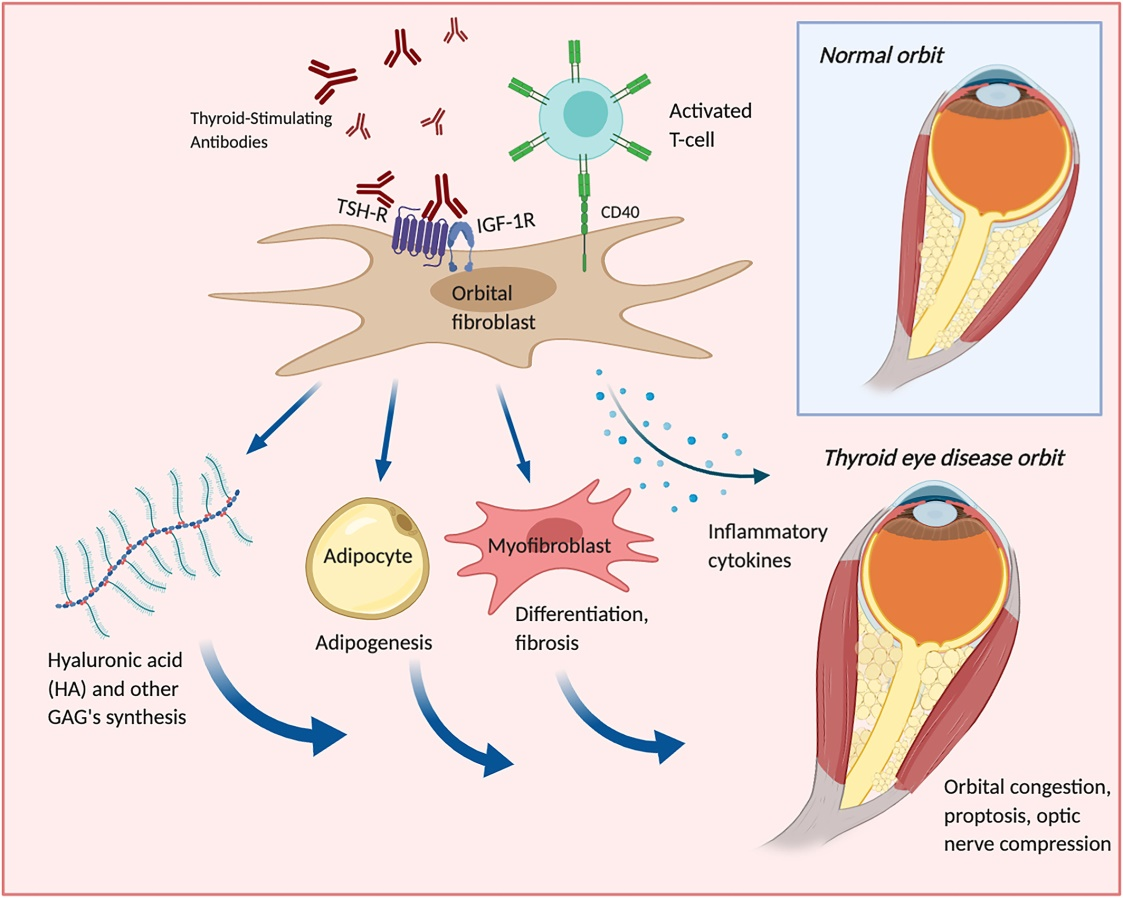 Normal orbit
Thyroid-Stimulating
Antibodies
Activated
T-cell
TSH-R
IGF-1R
CD40
Orbital
fibroblast
Thyroid eye disease orbit
Adipocyte
Myofibroblast
Inflammatory
cytokines
Differentiation,
fibrosis
Adipogenesis
Hyaluronic acid
(HA) and other
GAG's synthesis
Orbital congestion,
proptosis, optic
nerve compression